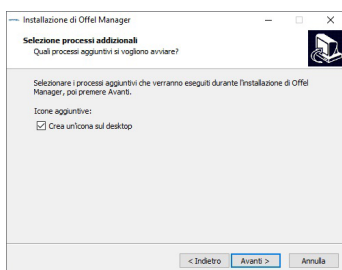 Installazione di Offel Manager
Selezione processi addizionali
Quali processi aggiuntivi si vogliono avviare?
Selezionare i processi aggiuntivi che verranno eseguiti durante l'installazione di Offel
Manager, poi premere Avanti.
Icone aggiuntive:
Crea un'icona sul desktop
< Indietro
Avanti >
Annulla